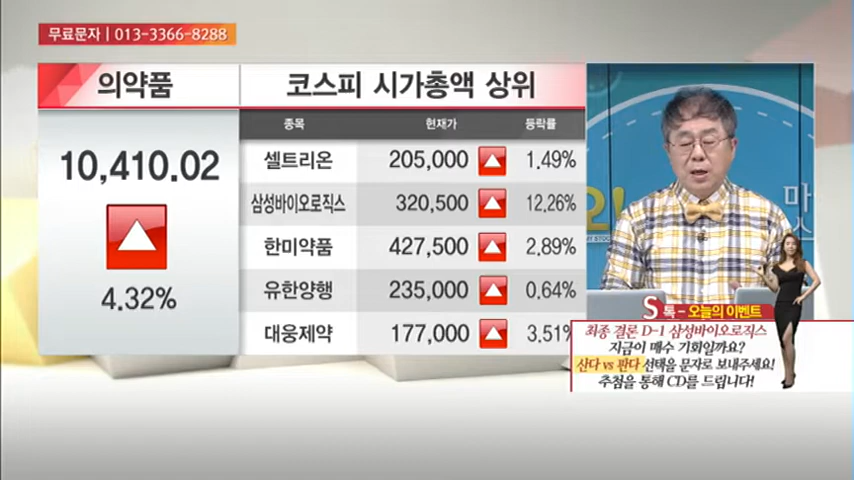 무료문자 | 013-3366-8288
의약품
10,410.02
4.32%
코스피 시가총액 상위
종목 현재가 등락률
셀트리온 205,000 1.49%
삼성바이오로직스 320,500 12.26%
한미약품 427,500 2.89%
유한양행 235,000 0.64%
대웅제약 177,000 3.51%
S톡 - 오늘의 이벤트
최종 결론 D-1 삼성바이오로직스
지금이 매수 기회일까요?
산다 vs 판다 선택을 문자로 보내주세요!
추첨을 통해 CD를 드립니다!